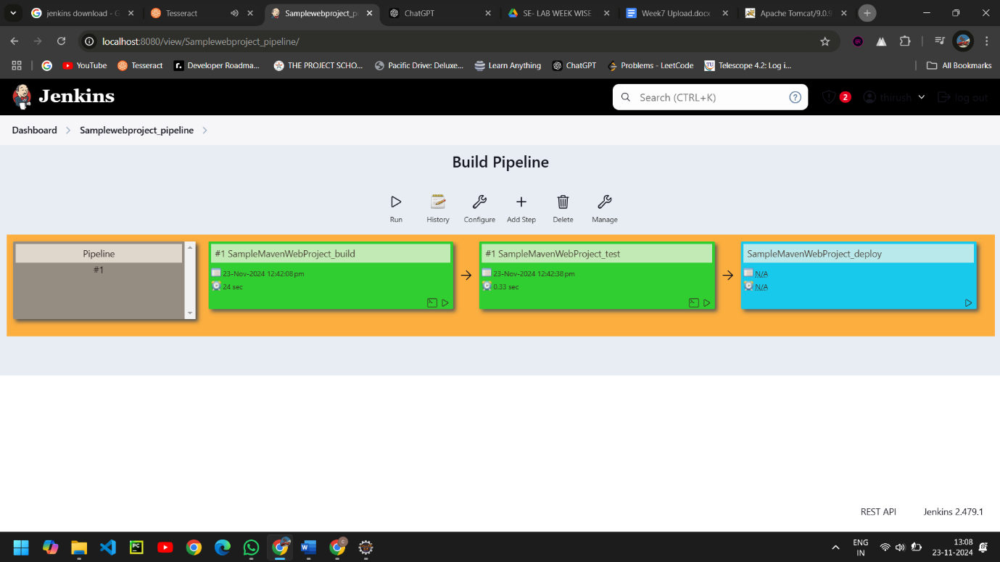 jenkins download - G
Tesseract
Samplewebproject_pi
ChatGPT
SE- LAB WEEK WISE
Week7 Upload.docx
Apache Tomcat/9.0.9
localhost:8080/view/Samplewebproject_pipeline/
YouTube
Tesseract
Developer Roadma...
THE PROJECT SCHO...
Pacific Drive: Deluxe...
Learn Anything
ChatGPT
Problems - LeetCode
Telescope 4.2: Log i...
All Bookmarks
Jenkins
Search (CTRL+K)
2
thirush
log out
Dashboard
Samplewebproject_pipeline
Build Pipeline
Run
History
Configure
Add Step
Delete
Manage
Pipeline
#1
#1 SampleMavenWebProject_build
23-Nov-2024 12:42:08 pm
24 sec
#1 SampleMavenWebProject_test
23-Nov-2024 12:42:38 pm
0.33 sec
SampleMavenWebProject_deploy
N/A
N/A
REST API
Jenkins 2.479.1
ENG
IN
13:08
23-11-2024